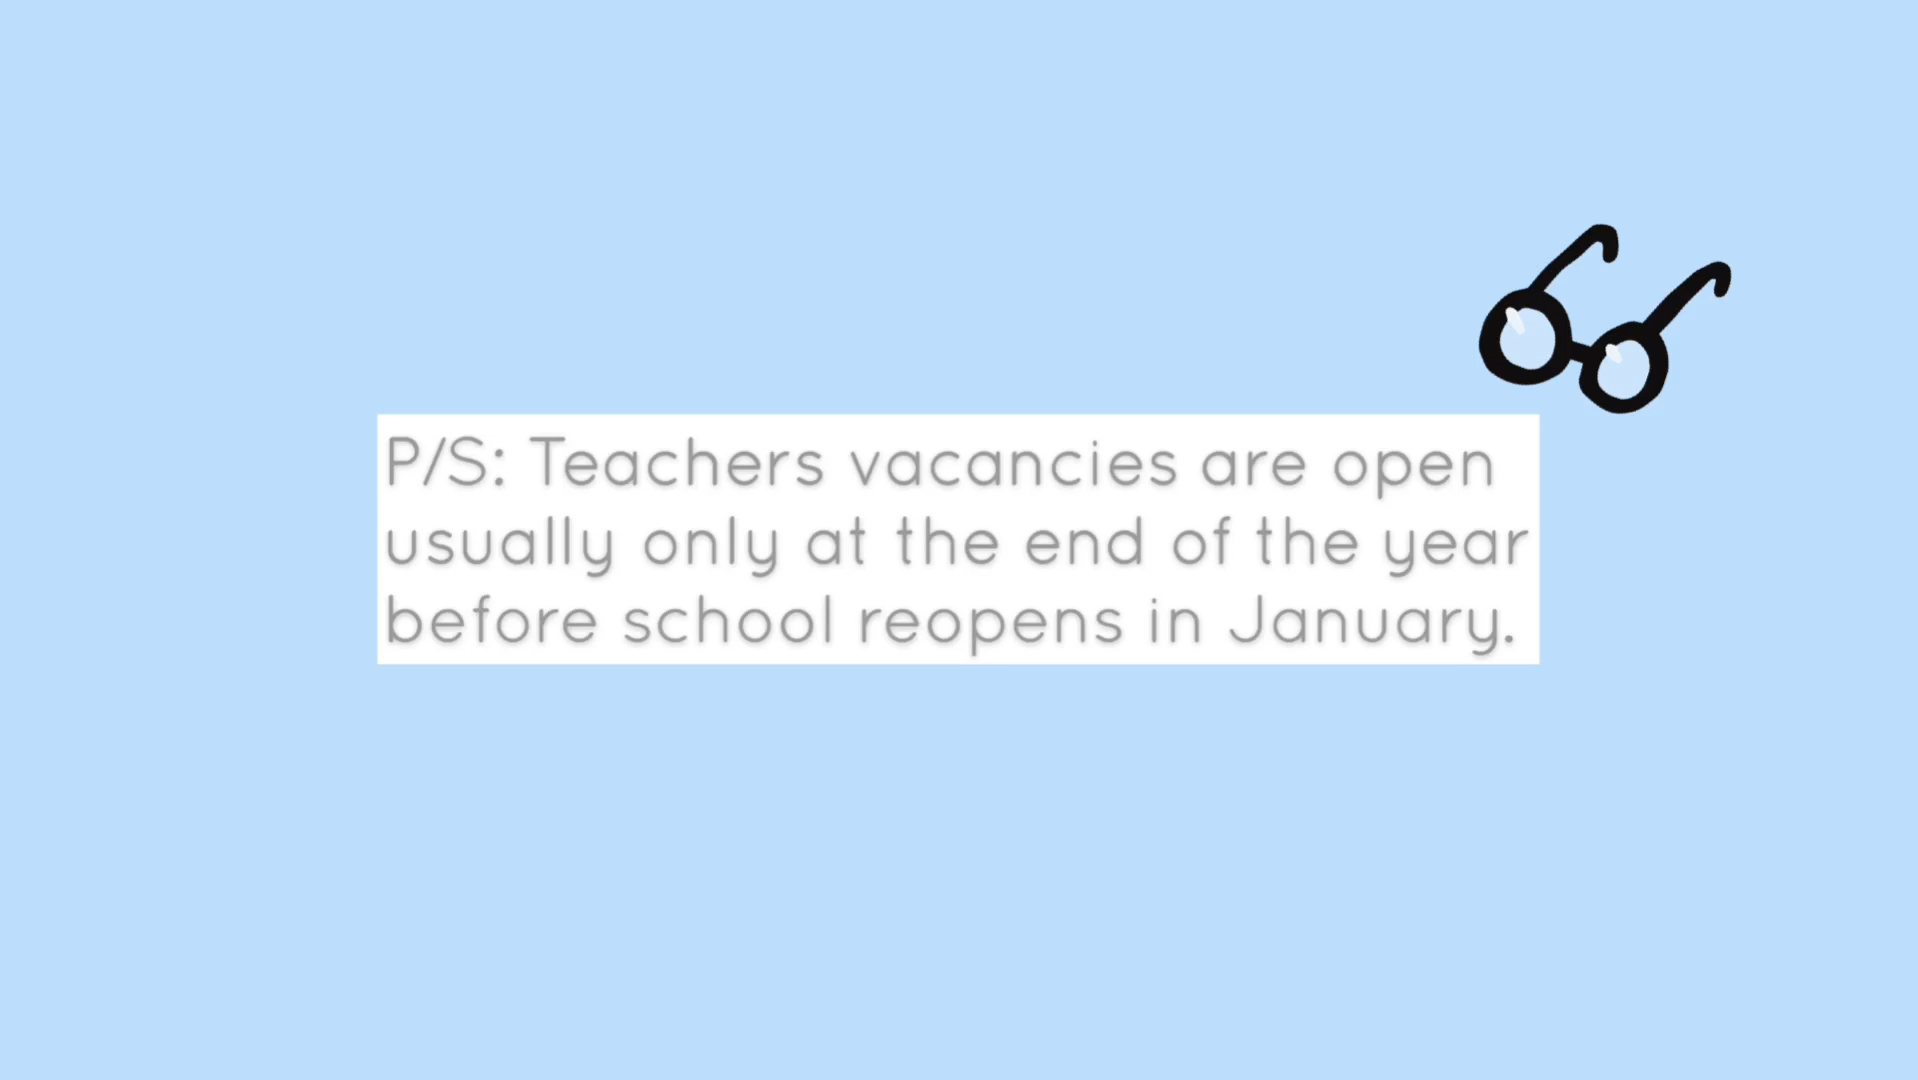 P/S: Teachers vacancies are open
usually only at the end of the year
before school reopens in January.